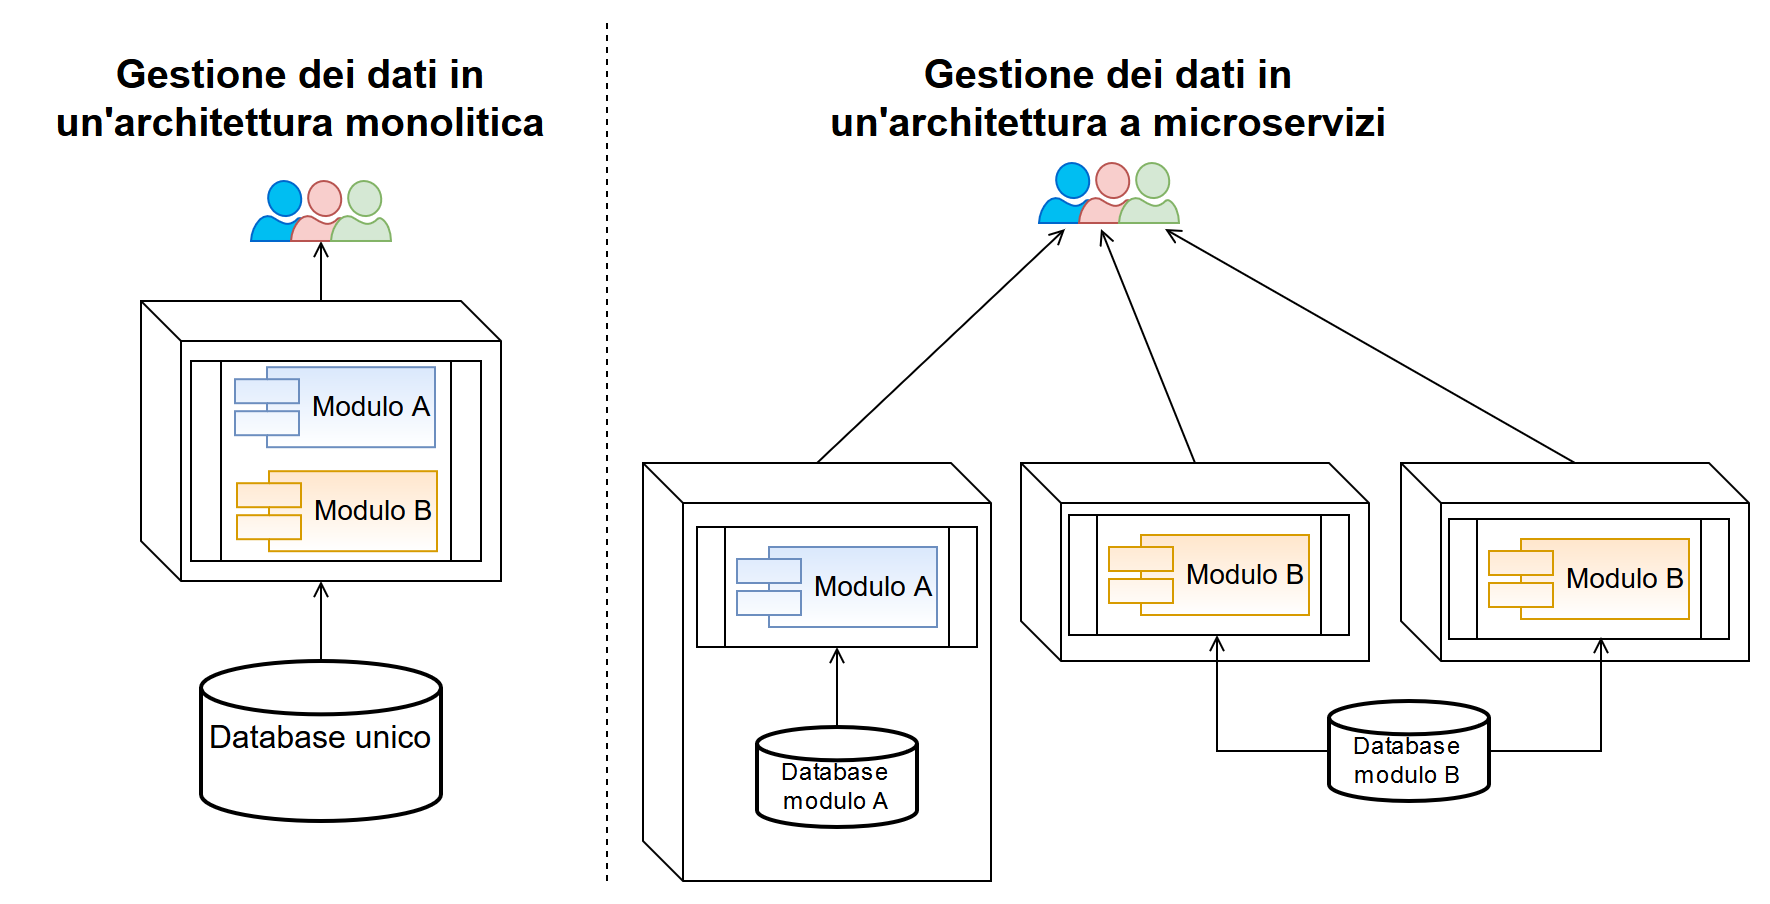 Gestione dei dati in
un'architettura monolitica
Modulo A
Modulo B
Database unico
Gestione dei dati in
un'architettura a microservizi
Modulo A
Database
modulo A
Modulo B
Modulo B
Database
modulo B